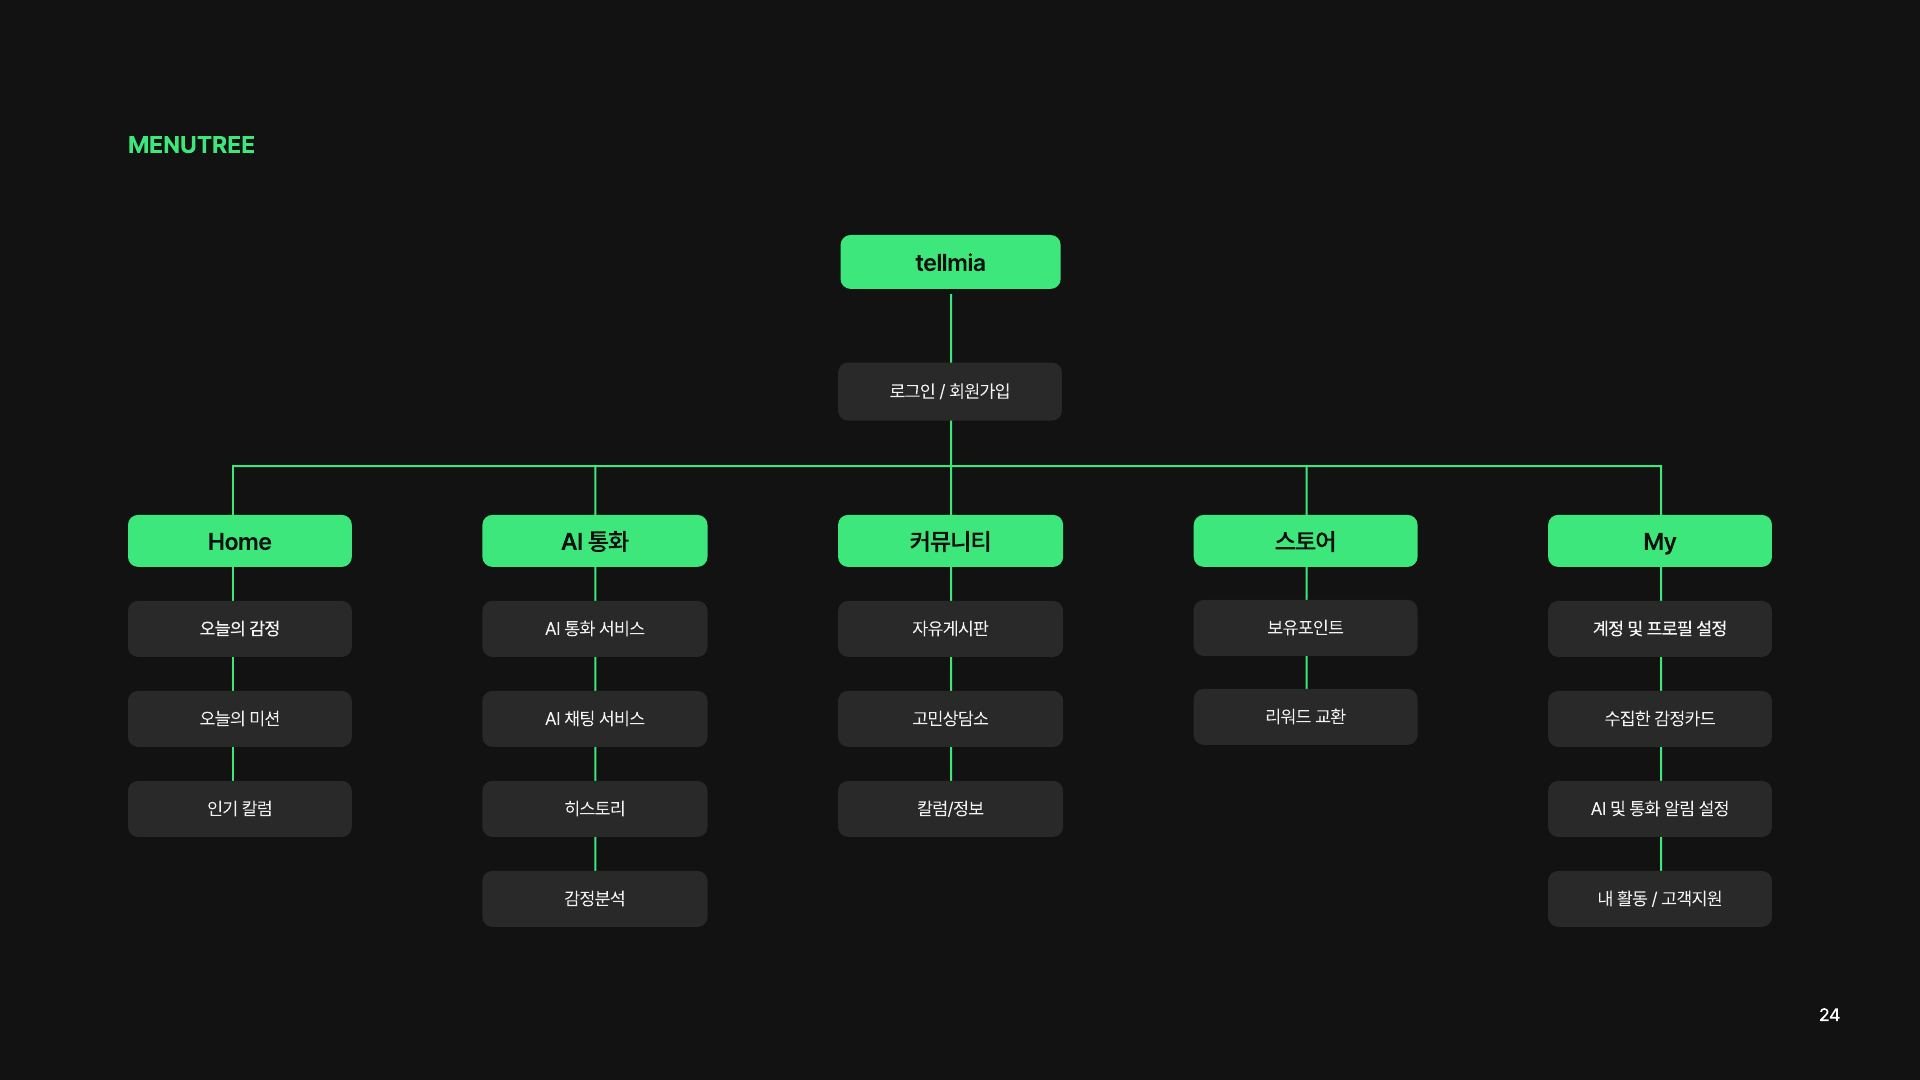 MENUTREE
tellmia
로그인 / 회원가입
Home
오늘의 감정
오늘의 미션
인기 칼럼
AI 통화
AI 통화 서비스
AI 채팅 서비스
히스토리
감정분석
커뮤니티
자유게시판
고민상담소
칼럼/정보
스토어
보유포인트
리워드 교환
My
계정 및 프로필 설정
수집한 감정카드
AI 및 통화 알림 설정
내 활동 / 고객지원
24